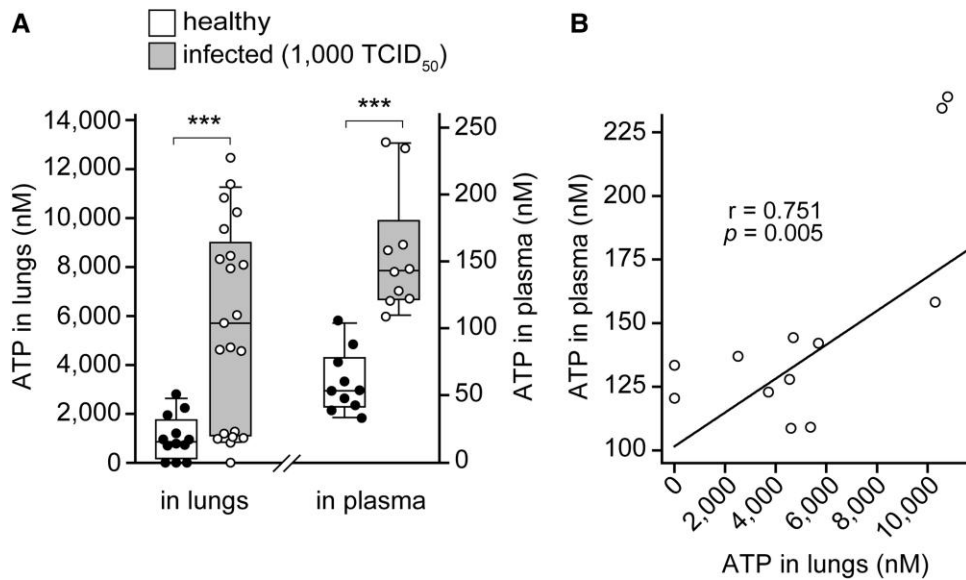 A
healthy
infected (1,000 TCID50)
ATP in lungs (nM)
14,000
12,000
10,000
8,000
6,000
4,000
2,000
0
***
***
250
200
150
100
50
0
ATP in plasma (nM)
in lungs
in plasma
B
ATP in plasma (nM)
225
200
175
150
125
100
r = 0.751
p = 0.005
0
2,000
4,000
6,000
8,000
10,000
ATP in lungs (nM)